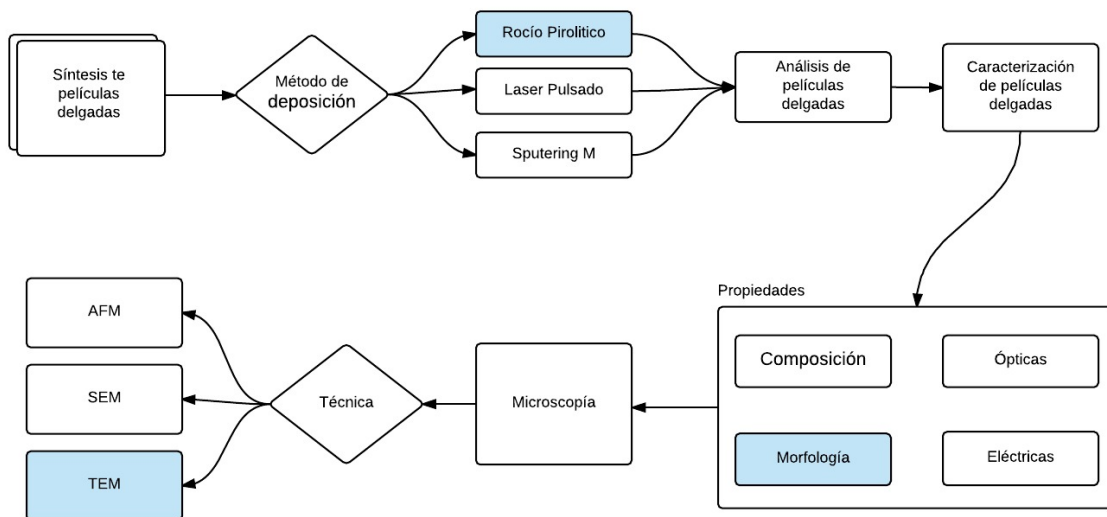 Síntesis te
películas
delgadas
Método de
deposición
Rocío Pirolitico
Laser Pulsado
Sputering M
Análisis de
películas
delgadas
Caracterización
de películas
delgadas
Propiedades
Composición
Ópticas
Morfología
Eléctricas
Microscopía
Técnica
AFM
SEM
TEM